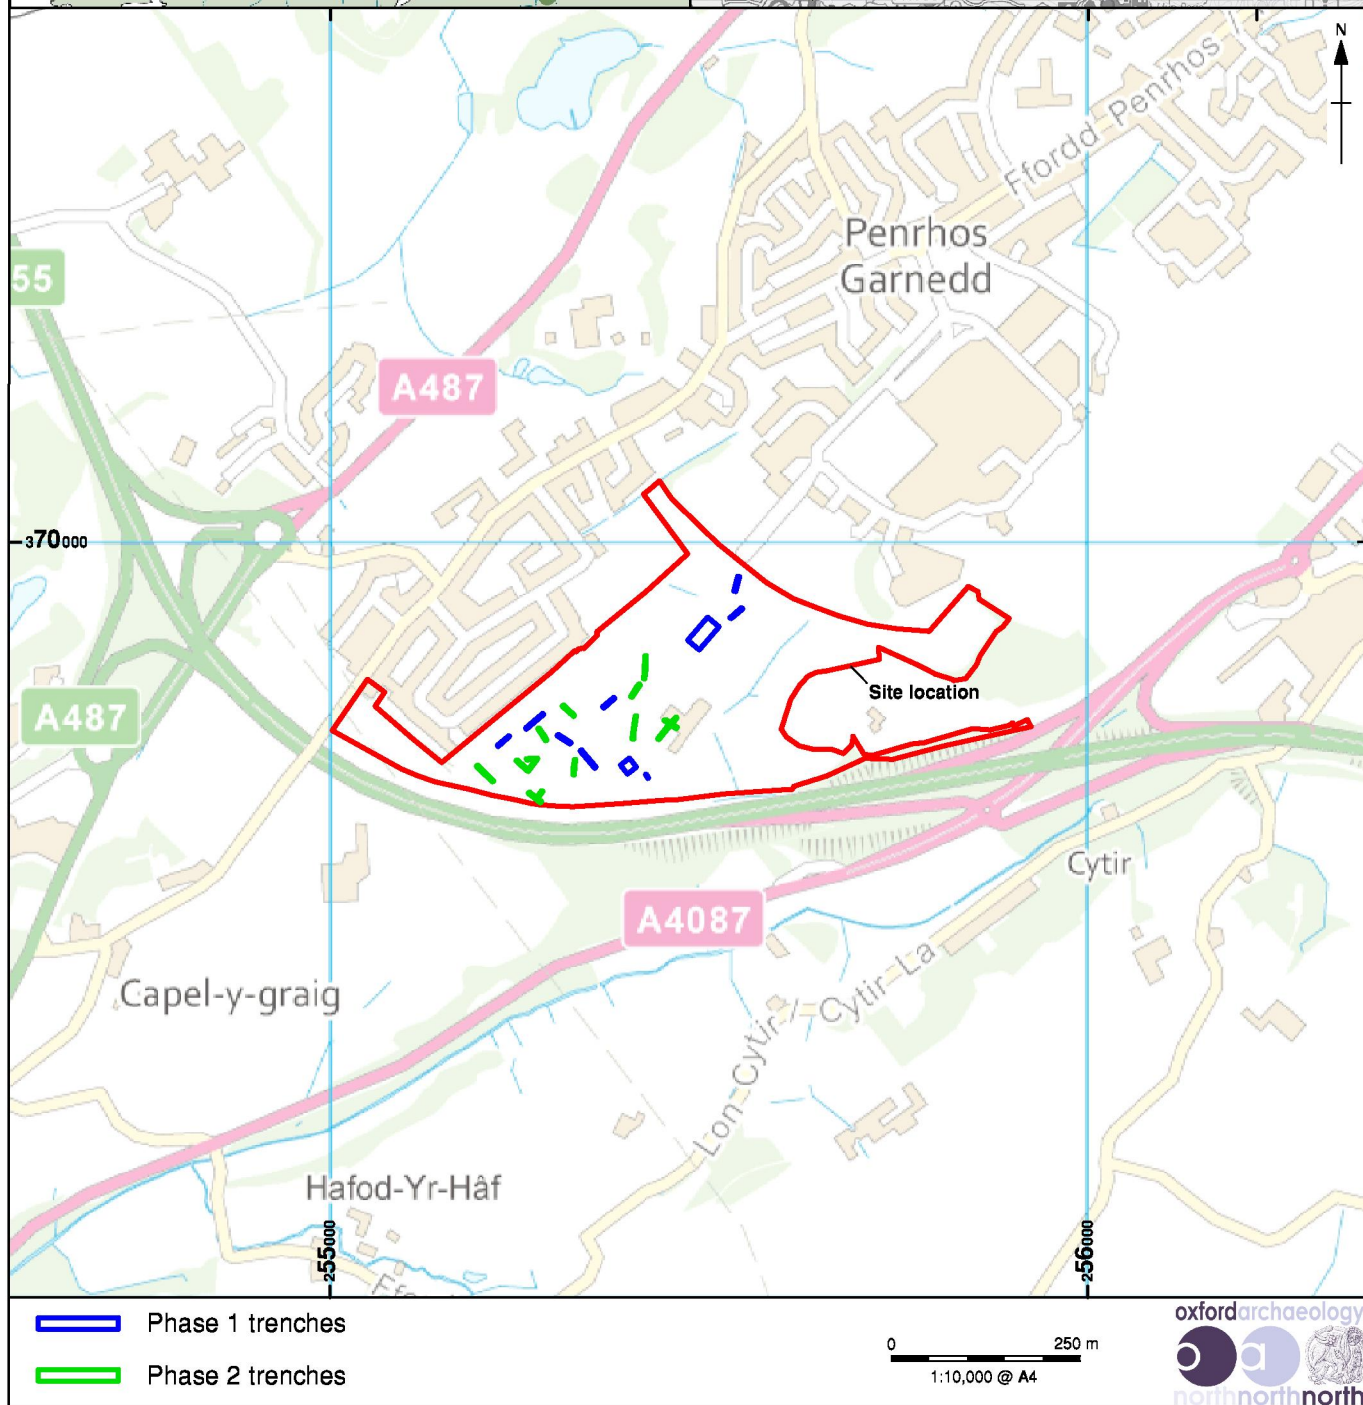 N
Ffordd Penrhos
Penrhos
Garnedd
55
A487
370000
Site location
A487
Cytir
A4087
Capel-y-graig
Lon Cytir / Cytir La
Hafod-Yr-Hâf
255000
256000
Phase 1 trenches
Phase 2 trenches
0 250 m
1:10,000 @ A4
oxfordarchaeology
northnorthnorth